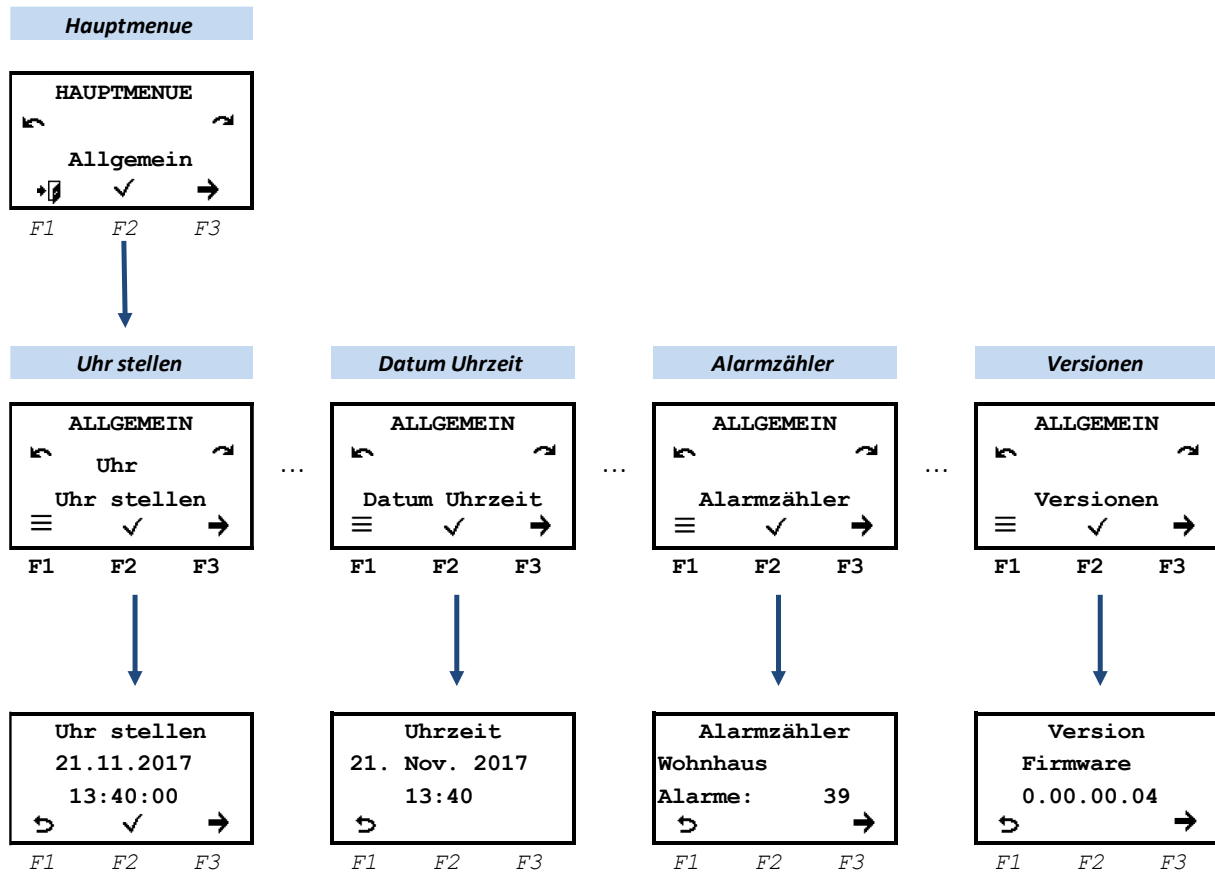 Hauptmenue
HAUPTMENUE
Allgemein
F1 F2 F3
Uhr stellen Datum Uhrzeit Alarmzähler Versionen
ALLGEMEIN ALLGEMEIN ALLGEMEIN ALLGEMEIN
Uhr ... ... ...
Uhr stellen Datum Uhrzeit Alarmzähler Versionen
F1 F2 F3 F1 F2 F3 F1 F2 F3 F1 F2 F3
Uhr stellen Uhrzeit Alarmzähler Version
21.11.2017 21. Nov. 2017 Wohnhaus Firmware
13:40:00 13:40 Alarme: 39 0.00.00.04
F1 F2 F3 F1 F2 F3 F1 F2 F3 F1 F2 F3